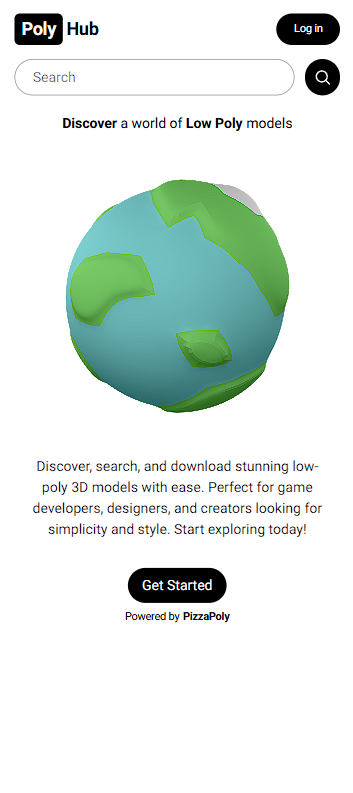 Poly Hub
Log in
Search
Discover a world of Low Poly models
Discover, search, and download stunning low-
poly 3D models with ease. Perfect for game
developers, designers, and creators looking for
simplicity and style. Start exploring today!
Get Started
Powered by PizzaPoly